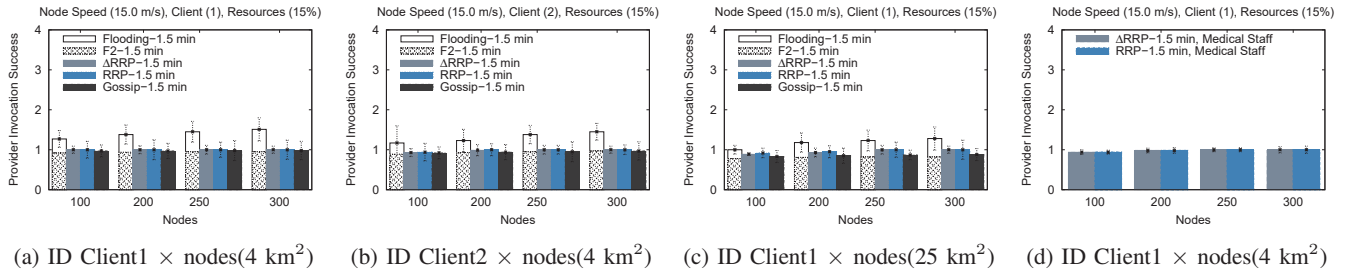 Node Speed (15.0 m/s), Client (1), Resources (15%)
Provider Invocation Success
4
3
2
1
0
Flooding−1.5 min
F2−1.5 min
ΔRRP−1.5 min
RRP−1.5 min
Gossip−1.5 min
100 200 250 300
Nodes
(a) ID Client1 × nodes(4 km²)
Node Speed (15.0 m/s), Client (2), Resources (15%)
Provider Invocation Success
4
3
2
1
0
Flooding−1.5 min
F2−1.5 min
ΔRRP−1.5 min
RRP−1.5 min
Gossip−1.5 min
100 200 250 300
Nodes
(b) ID Client2 × nodes(4 km²)
Node Speed (15.0 m/s), Client (1), Resources (15%)
Provider Invocation Success
4
3
2
1
0
Flooding−1.5 min
F2−1.5 min
ΔRRP−1.5 min
RRP−1.5 min
Gossip−1.5 min
100 200 250 300
Nodes
(c) ID Client1 × nodes(25 km²)
Node Speed (15.0 m/s), Client (1), Resources (15%)
Provider Invocation Success
4
3
2
1
0
ΔRRP−1.5 min, Medical Staff
RRP−1.5 min, Medical Staff
100 200 250 300
Nodes
(d) ID Client1 × nodes(4 km²)